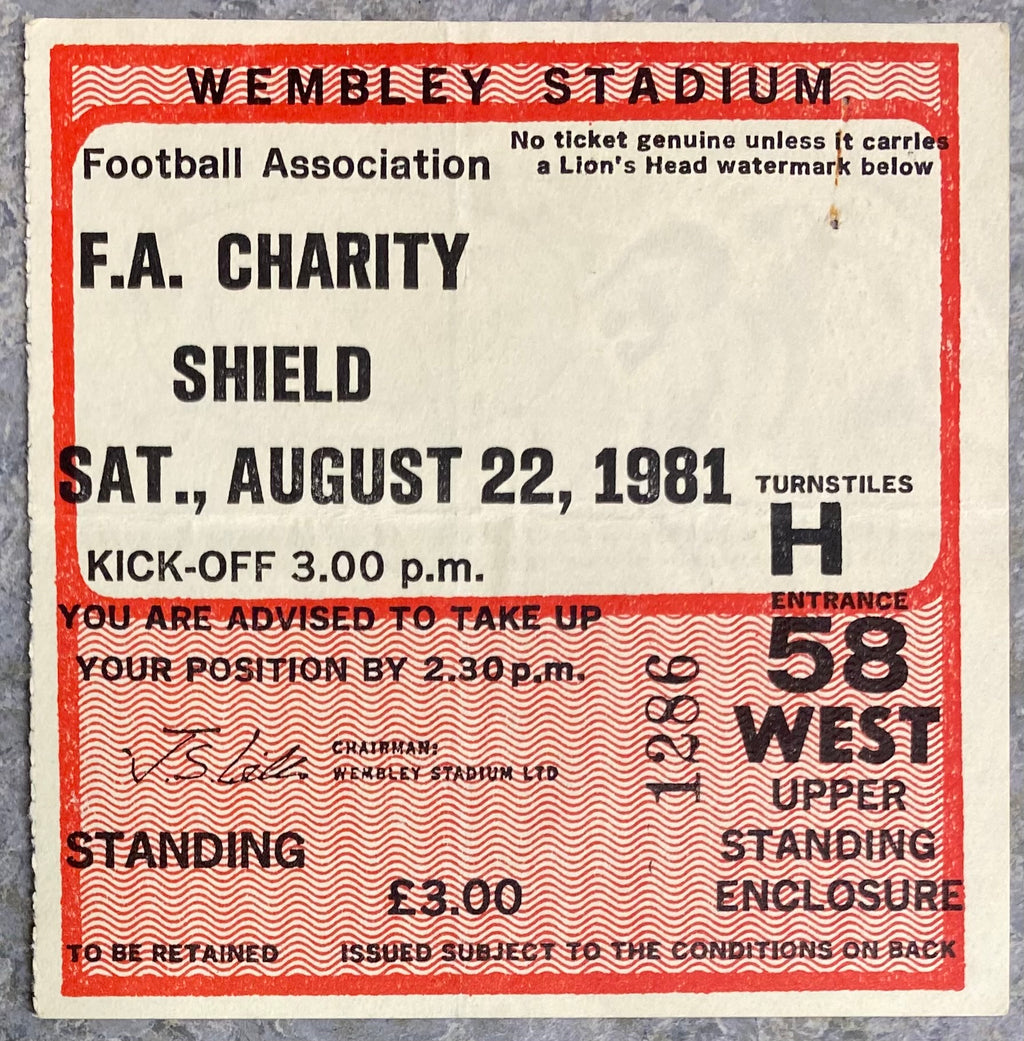 WEMBLEY STADIUM
Football Association
No ticket genuine unless it carries
a Lion's Head watermark below
F.A. CHARITY
SHIELD
SAT., AUGUST 22, 1981
KICK-OFF 3.00 p.m.
TURNSTILES
H
ENTRANCE
58
WEST
UPPER
STANDING
ENCLOSURE
YOU ARE ADVISED TO TAKE UP
YOUR POSITION BY 2.30 p.m.
1286
CHAIRMAN:
WEMBLEY STADIUM LTD
STANDING
£3.00
TO BE RETAINED
ISSUED SUBJECT TO THE CONDITIONS ON BACK